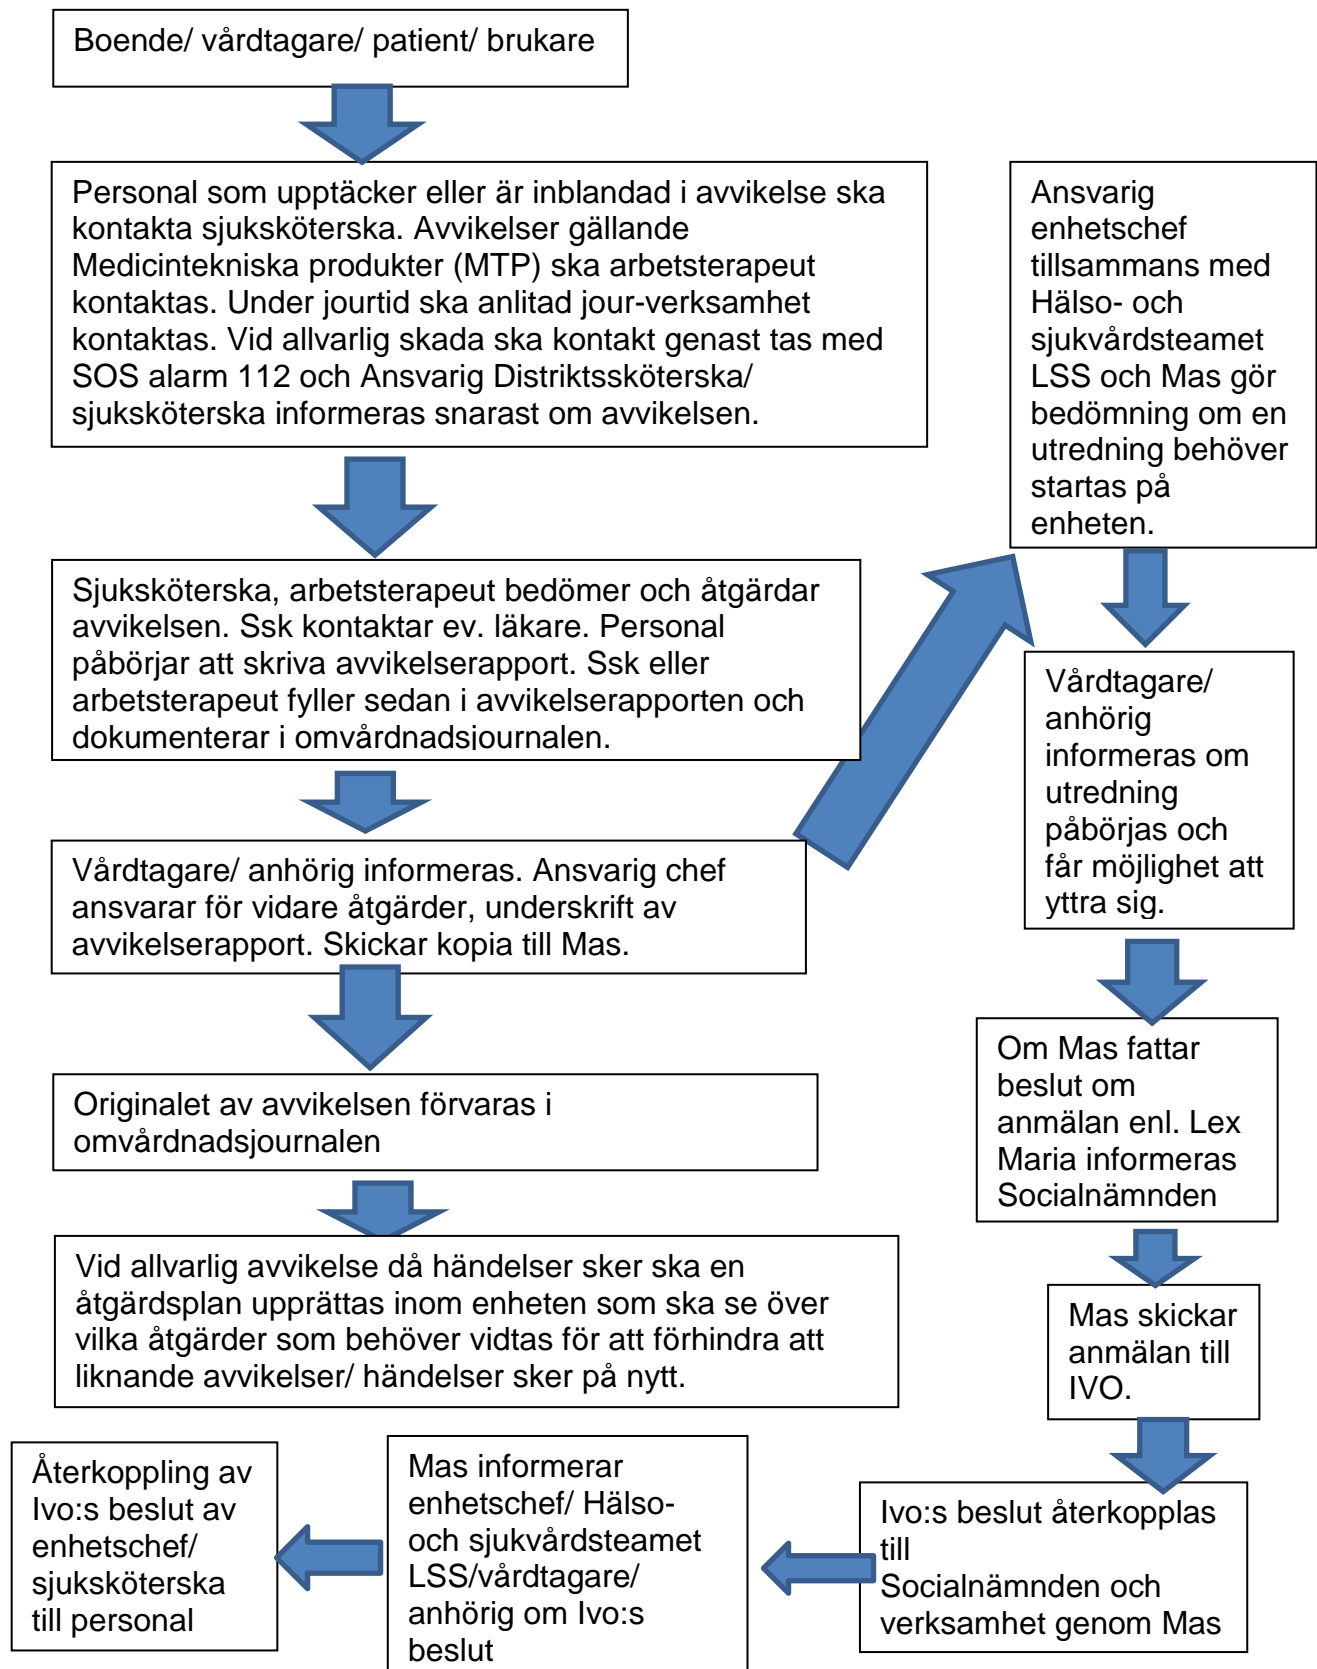 Boende/ vårdtagare/ patient/ brukare
Personal som upptäcker eller är inblandad i avvikelse ska
kontakta sjuksköterska. Avvikelser gällande
Medicintekniska produkter (MTP) ska arbetsterapeut
kontaktas. Under jourtid ska anlitad jour-verksamhet
kontaktas. Vid allvarlig skada ska kontakt genast tas med
SOS alarm 112 och Ansvarig Distriktssköterska/
sjuksköterska informeras snarast om avvikelsen.
Sjuksköterska, arbetsterapeut bedömer och åtgärdar
avvikelsen. Ssk kontaktar ev. läkare. Personal
påbörjar att skriva avvikelserapport. Ssk eller
arbetsterapeut fyller sedan i avvikelserapporten och
dokumenterar i omvårdnadsjournalen.
Vårdtagare/ anhörig informeras. Ansvarig chef
ansvarar för vidare åtgärder, underskrift av
avvikelserapport. Skickar kopia till Mas.
Originalet av avvikelsen förvaras i
omvårdnadsjournalen
Vid allvarlig avvikelse då händelser sker ska en
åtgärdsplan upprättas inom enheten som ska se över
vilka åtgärder som behöver vidtas för att förhindra att
liknande avvikelser/ händelser sker på nytt.
Ansvarig
enhetschef
tillsammans med
Hälso- och
sjukvårdsteamet
LSS och Mas gör
bedömning om en
utredning behöver
startas på
enheten.
Vårdtagare/
anhörig
informeras om
utredning
påbörjas och
får möjlighet att
yttra sig.
Om Mas fattar
beslut om
anmälan enl. Lex
Maria informeras
Socialnämnden
Mas skickar
anmälan till
IVO.
Ivo:s beslut återkopplas
till
Socialnämnden och
verksamhet genom Mas
Mas informerar
enhetschef/ Hälso-
och sjukvårdsteamet
LSS/vårdtagare/
anhörig om Ivo:s
beslut
Återkoppling av
Ivo:s beslut av
enhetschef/
sjuksköterska
till personal